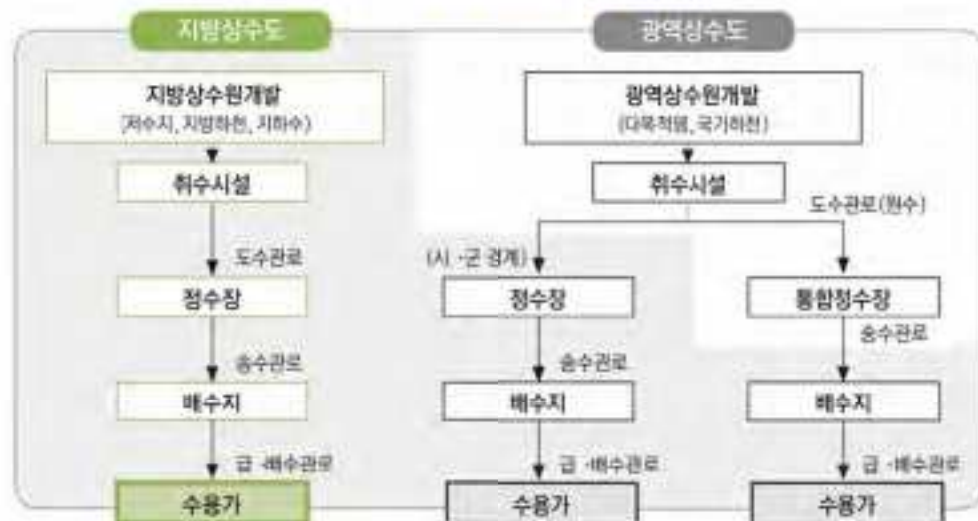 지방상수도
지방상수원개발
(저수지, 지방하천, 지하수)
취수시설
도수관로
정수장
송수관로
배수지
급·배수관로
수용가
광역상수도
광역상수원개발
(다목적댐, 국가하천)
취수시설
도수관로(원수)
(시·군 경계)
정수장
송수관로
배수지
급·배수관로
수용가
통합정수장
송수관로
배수지
급·배수관로
수용가